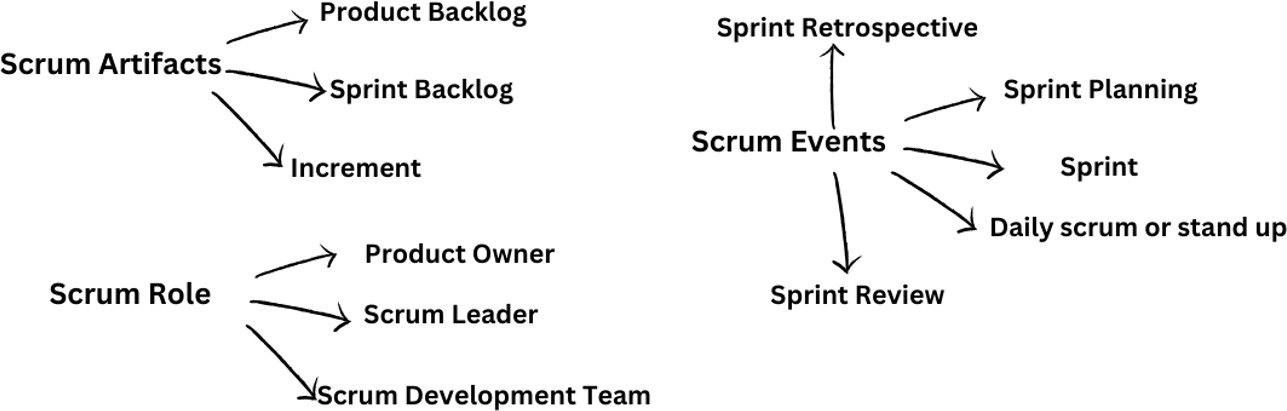 Scrum Artifacts
Product Backlog
Sprint Backlog
Increment
Scrum Role
Product Owner
Scrum Leader
Scrum Development Team
Scrum Events
Sprint Retrospective
Sprint Planning
Sprint
Daily scrum or stand up
Sprint Review